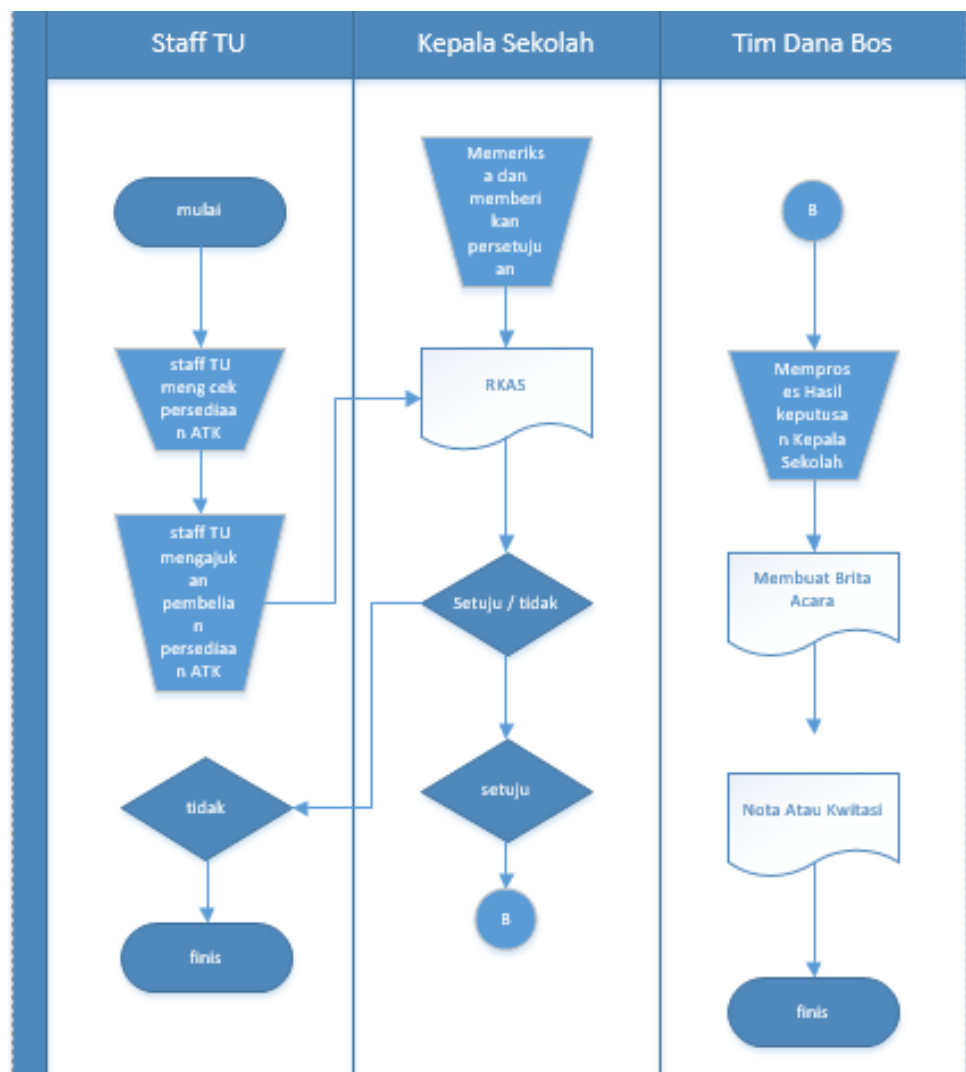 Staff TU
Kepala Sekolah
Tim Dana Bos
mulai
staff TU
meng cek
persediaa
n ATK
staff TU
mengajuk
an
pembelia
n
persediaa
n ATK
tidak
finis
Memeriks
a dan
memberi
kan
persetuju
an
RKAS
Setuju / tidak
setuju
B
B
Mempros
es Hasil
keputusa
n Kepala
Sekolah
Membuat Brita
Acara
Nota Atau Kwitasi
finis